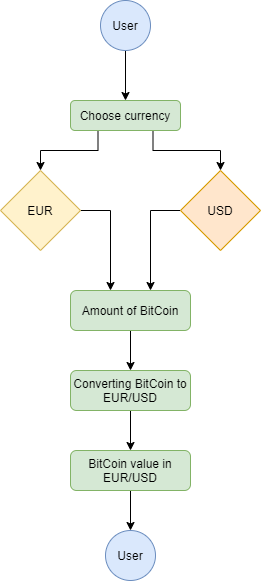 User
Choose currency
EUR
USD
Amount of BitCoin
Converting BitCoin to
EUR/USD
BitCoin value in
EUR/USD
User